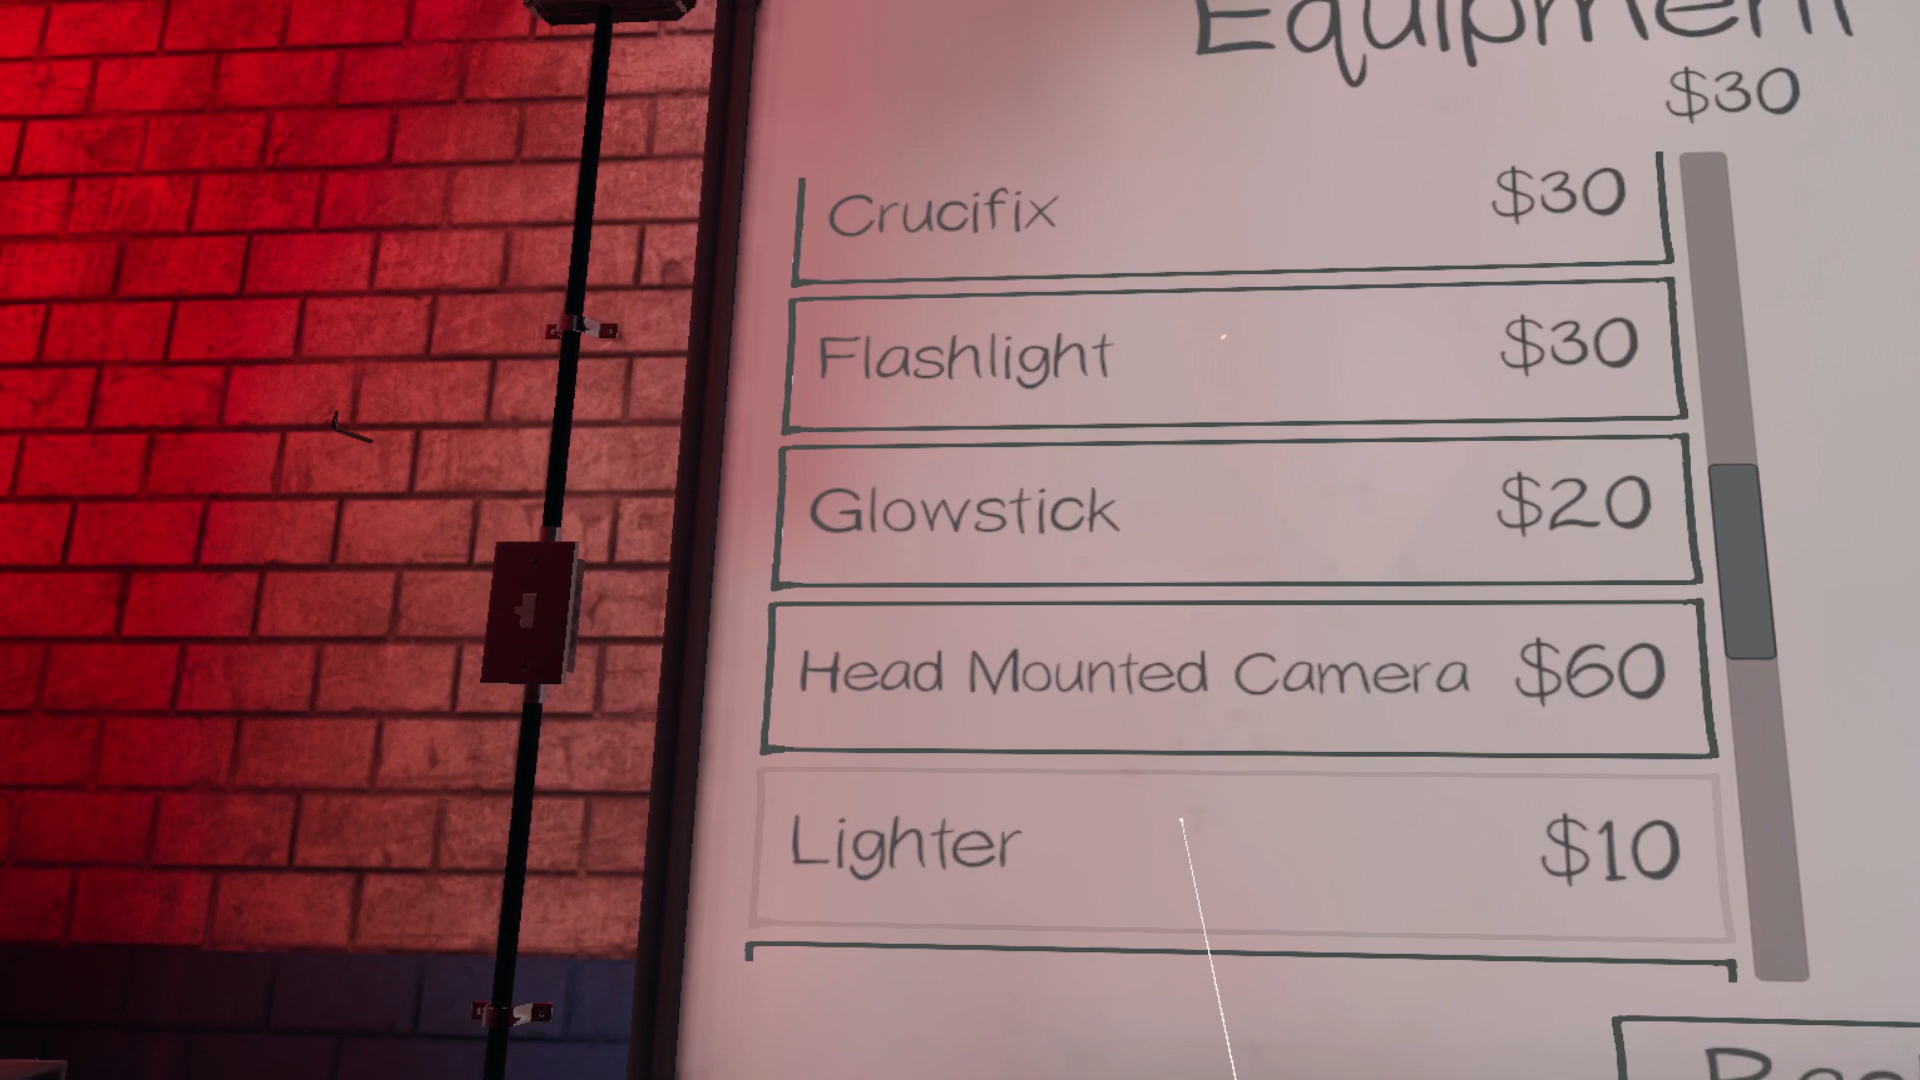 Equipment
$30
Crucifix $30
Flashlight $30
Glowstick $20
Head Mounted Camera $60
Lighter $10